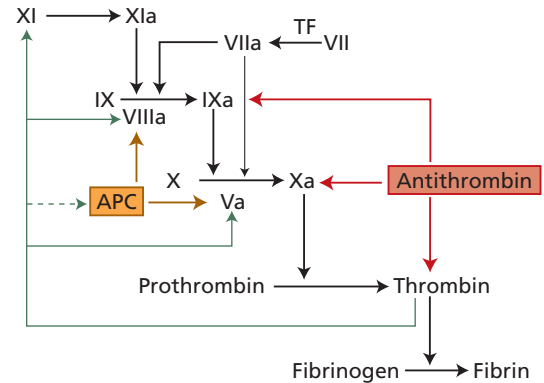 XI XIa
TF
VIIa VII
IX IXa
VIIIa
X Xa Antithrombin
APC Va
Prothrombin Thrombin
Fibrinogen Fibrin